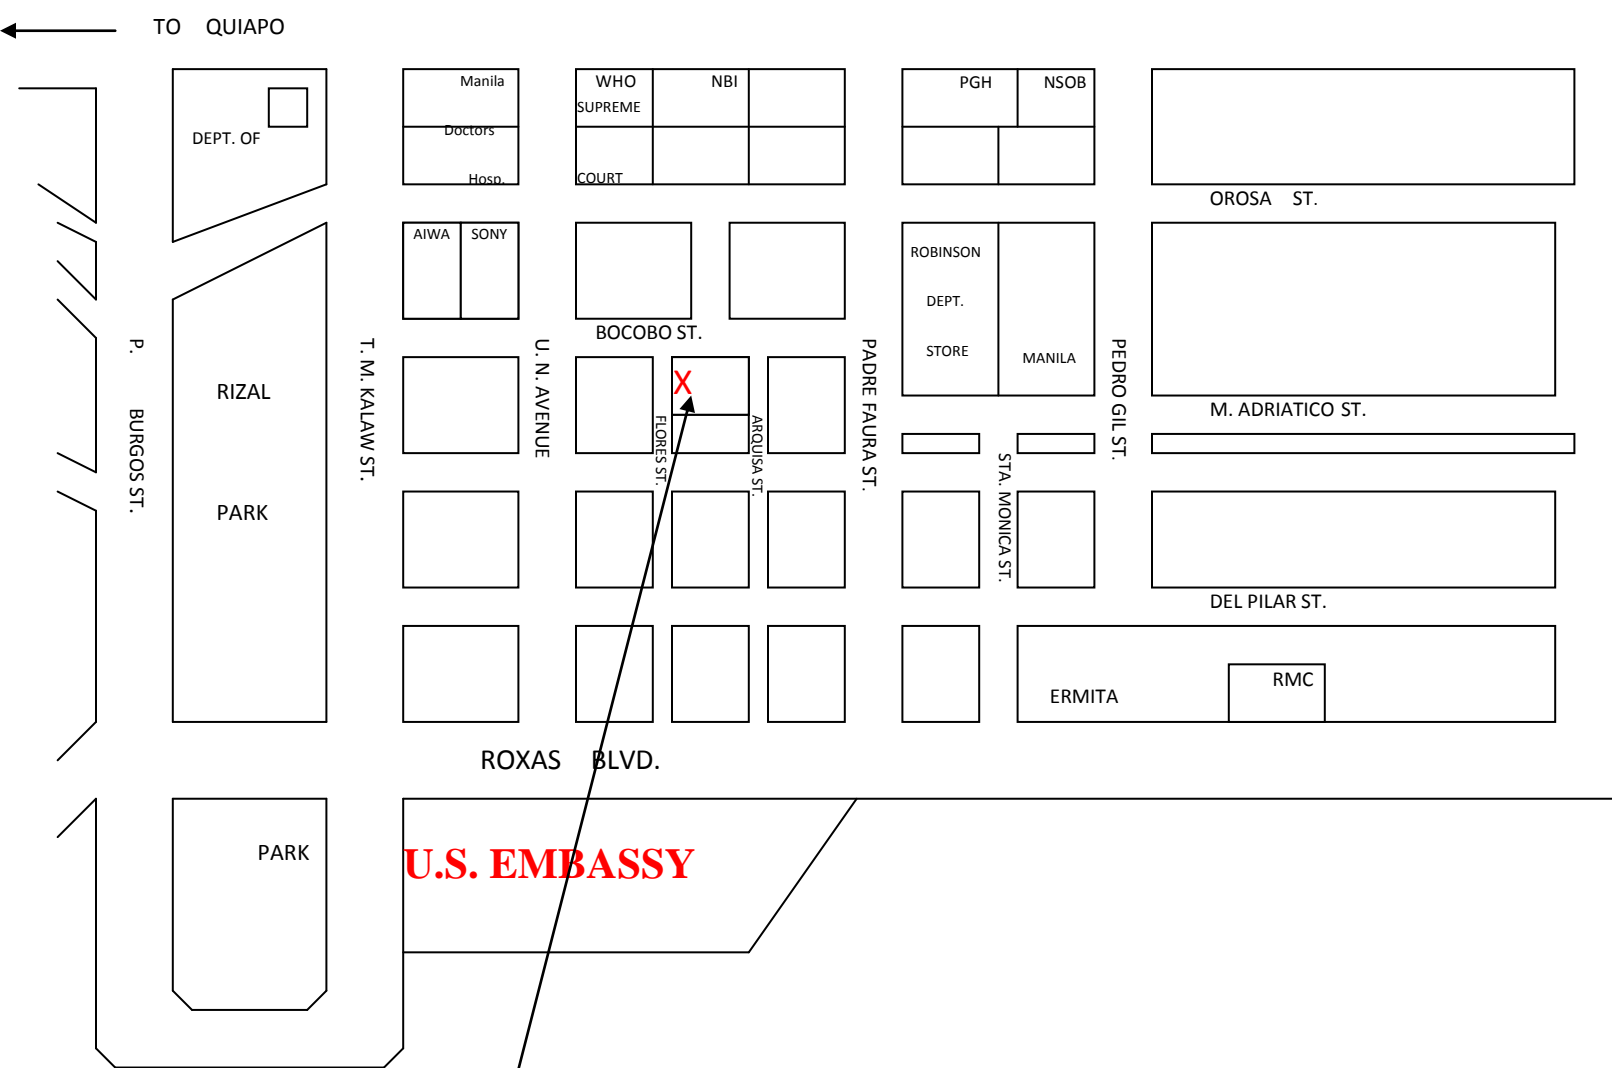 TO QUIAPO
Manila
WHO
NBI
PGH
NSOB
SUPREME
DEPT. OF
Doctors
Hosp.
COURT
OROSA ST.
AIWA
SONY
ROBINSON
DEPT.
STORE
MANILA
BOCOBO ST.
P. BURGOS ST.
RIZAL
PARK
T. M. KALAW ST.
U. N. AVENUE
X
FLORES ST.
ARQUISA ST.
PADRE FAURA ST.
PEDRO GIL ST.
M. ADRIATICO ST.
STA. MONICA ST.
DEL PILAR ST.
ERMITA
RMC
ROXAS BLVD.
PARK
U.S. EMBASSY